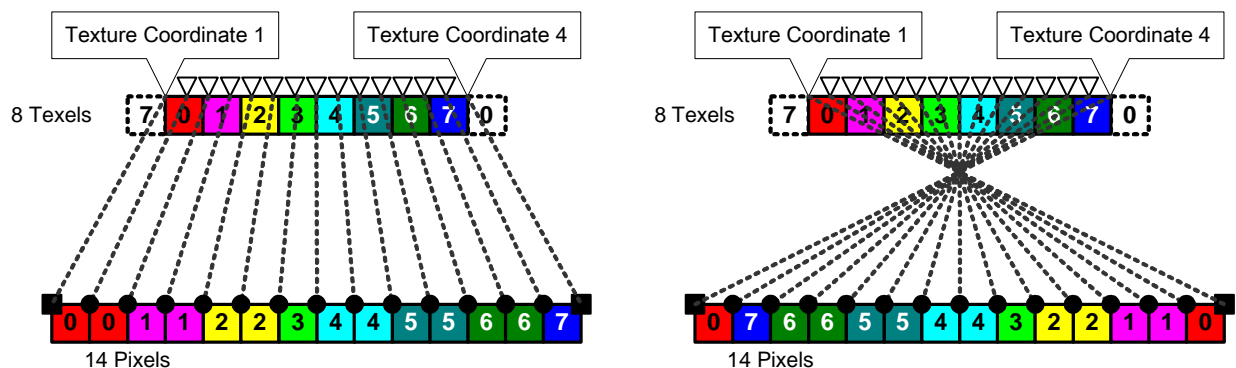 Texture Coordinate 1 Texture Coordinate 4 Texture Coordinate 1 Texture Coordinate 4
8 Texels 7 0 1 2 3 4 5 6 7 0 8 Texels 7 0 1 2 3 4 5 6 7 0
0 0 1 1 2 2 3 4 4 5 5 6 6 7 0 7 6 6 5 5 4 4 3 2 2 1 1 0
14 Pixels 14 Pixels